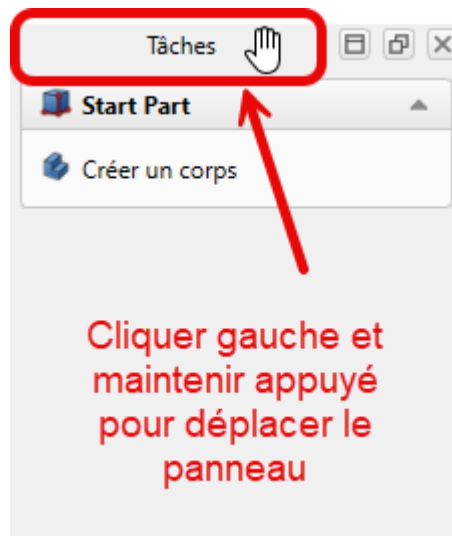 Tâches
Start Part
Créer un corps
Cliquer gauche et
maintenir appuyé
pour déplacer le
panneau